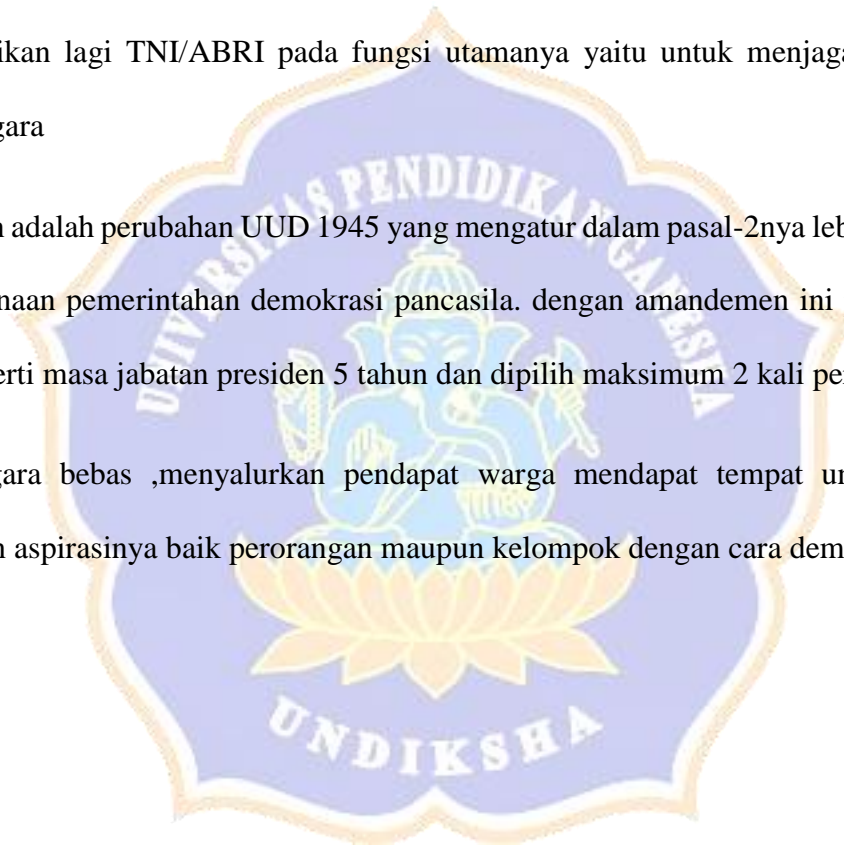 ikan lagi TNI/ABRI pada fungsi utamanya yaitu untuk menjaga
gara
adalah perubahan UUD 1945 yang mengatur dalam pasal-2nya leb
naan pemerintahan demokrasi pancasila. dengan amandemen ini
erti masa jabatan presiden 5 tahun dan dipilih maksimum 2 kali pe
gara bebas ,menyalurkan pendapat warga mendapat tempat un
n aspirasinya baik perorangan maupun kelompok dengan cara dem
UNIVERSITAS PENDIDIKAN GANESHA
UNDIKSHA